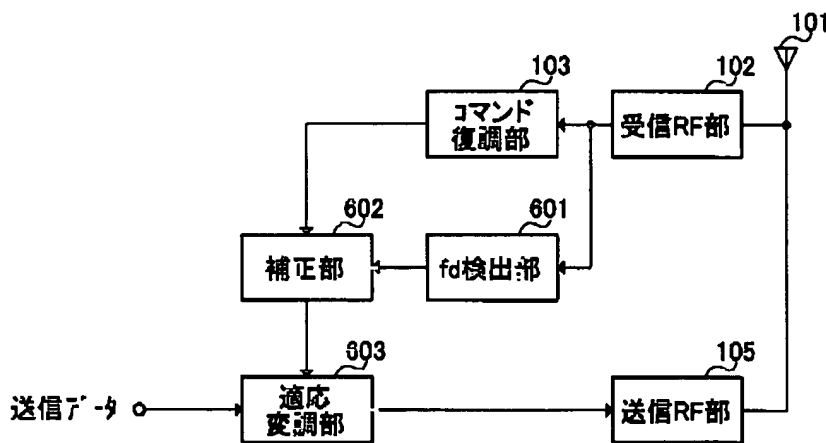 101
103
102
コマンド
復調部
受信RF部
602
601
補正部
fd検出部
603
105
送信データ
適応
変調部
送信RF部